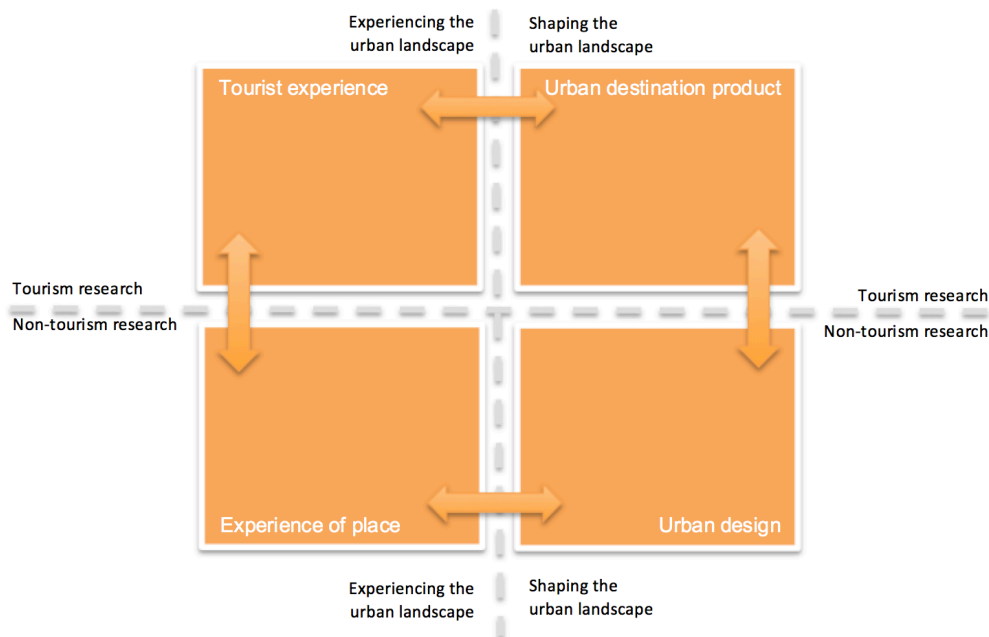 Experiencing the
urban landscape
Shaping the
urban landscape
Tourist experience
Urban destination product
Tourism research
Non-tourism research
Tourism research
Non-tourism research
Experience of place
Urban design
Experiencing the
urban landscape
Shaping the
urban landscape